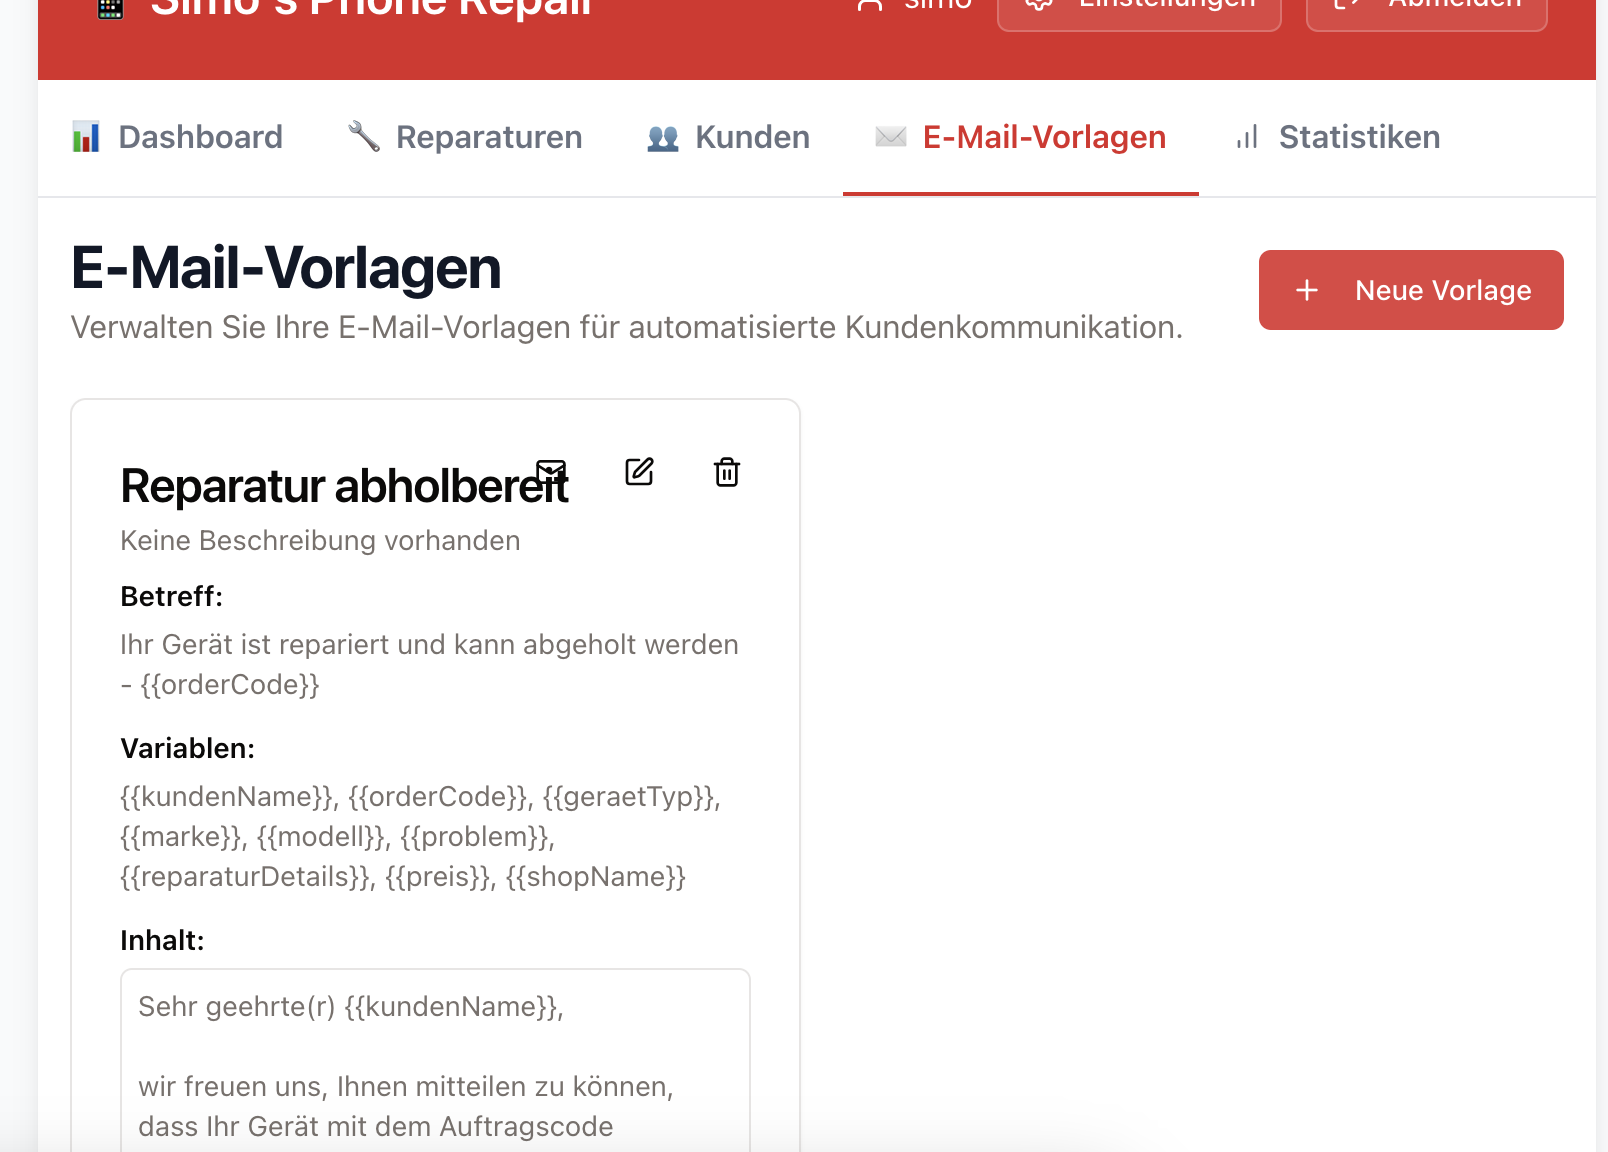 Simo's Phone Repair
simo
Einstellungen
Abmelden
Dashboard
Reparaturen
Kunden
E-Mail-Vorlagen
Statistiken
E-Mail-Vorlagen
Neue Vorlage
Verwalten Sie Ihre E-Mail-Vorlagen für automatisierte Kundenkommunikation.
Reparatur abholbereit
Keine Beschreibung vorhanden
Betreff:
Ihr Gerät ist repariert und kann abgeholt werden
- {{orderCode}}
Variablen:
{{kundenName}}, {{orderCode}}, {{geraetTyp}},
{{marke}}, {{modell}}, {{problem}},
{{reparaturDetails}}, {{preis}}, {{shopName}}
Inhalt:
Sehr geehrte(r) {{kundenName}},
wir freuen uns, Ihnen mitteilen zu können,
dass Ihr Gerät mit dem Auftragscode